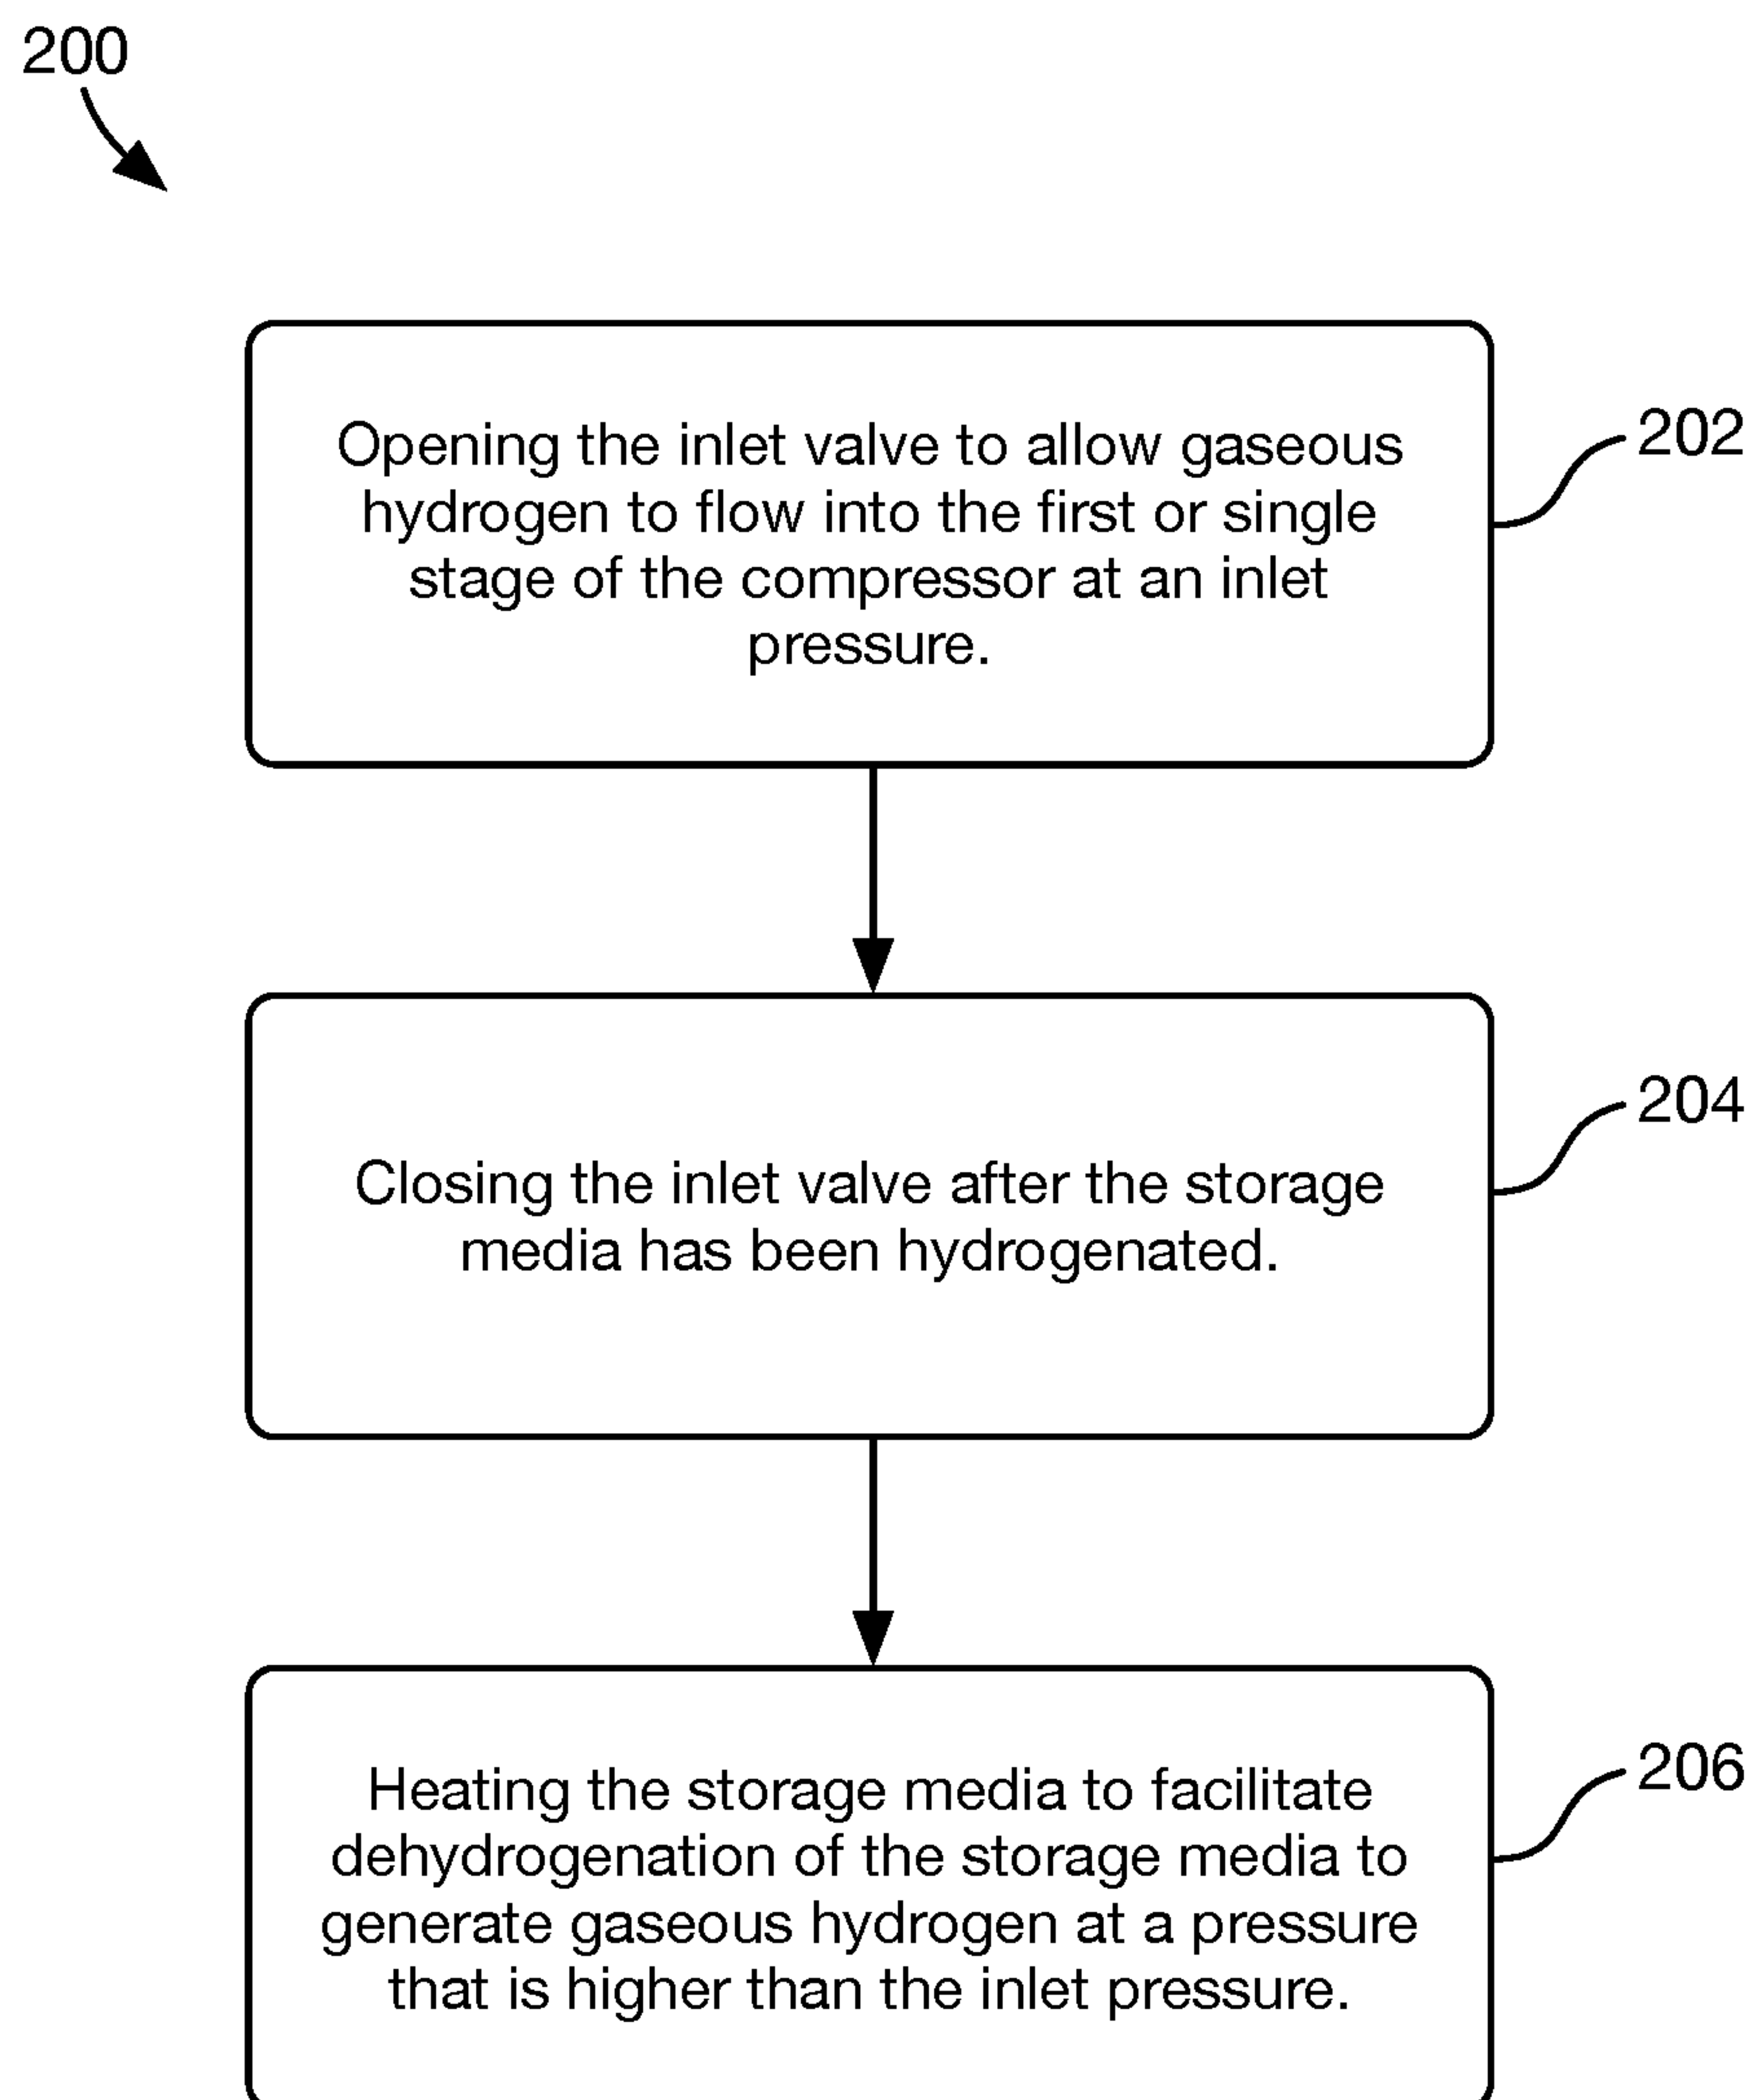 200
Opening the inlet valve to allow gaseous
hydrogen to flow into the first or single
stage of the compressor at an inlet
pressure.
202
Closing the inlet valve after the storage
media has been hydrogenated.
204
Heating the storage media to facilitate
dehydrogenation of the storage media to
generate gaseous hydrogen at a pressure
that is higher than the inlet pressure.
206